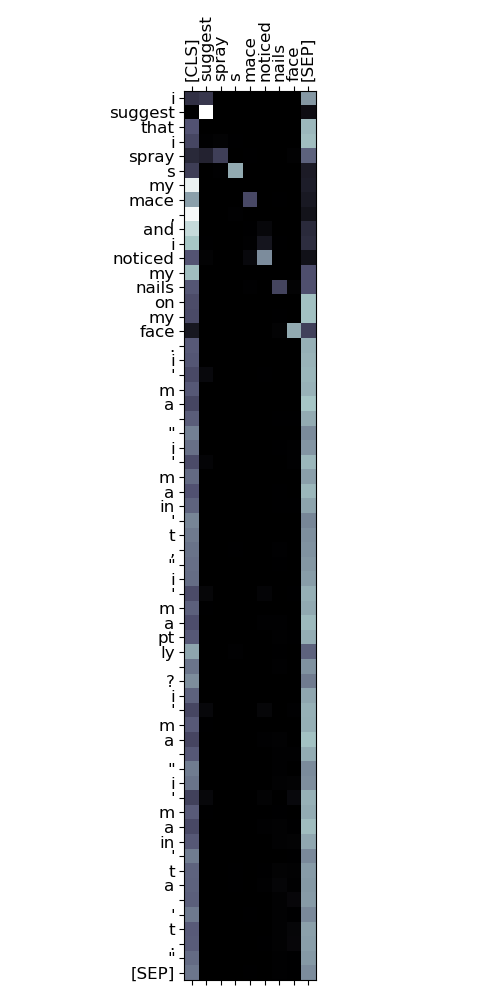 [CLS]
suggest
spray
s
mace
noticed
nails
face
[SEP]
i
suggest
that
i
spray
s
my
mace
,
and
i
noticed
my
nails
on
my
face
.
i
'
m
a
"
i
'
m
a
in
'
t
,
"
i
'
m
a
pt
ly
?
i
'
m
a
"
i
'
m
a
in
'
t
a
'
t
.
"
[SEP]